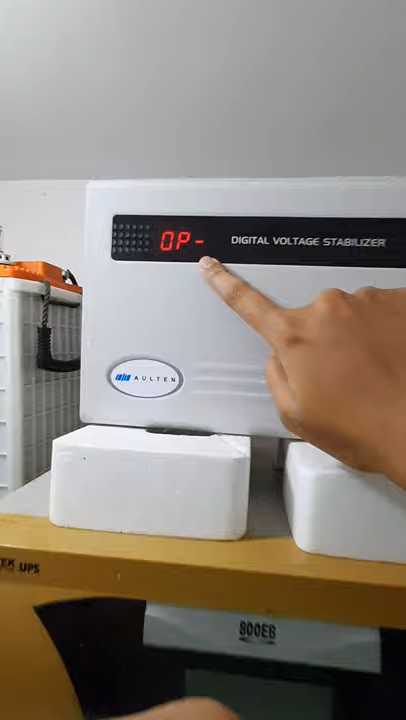 OP-
DIGITAL VOLTAGE STABILIZER
AULTEN
UPS
800EB